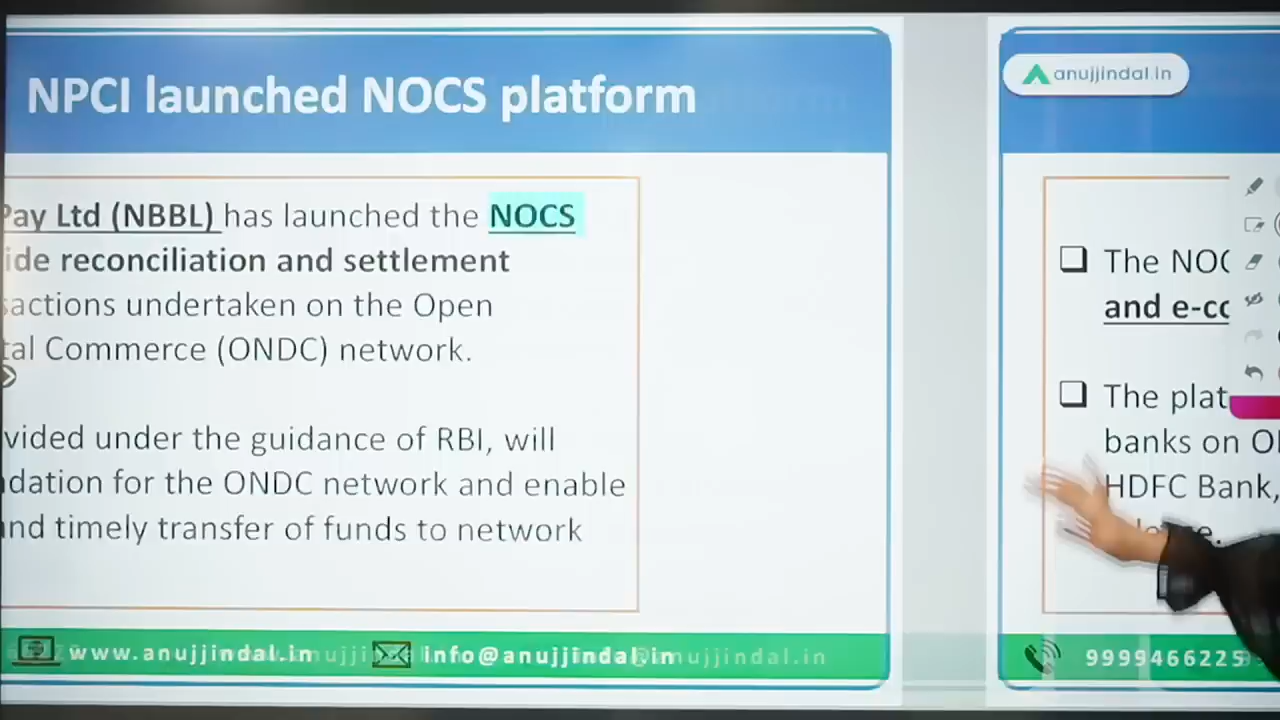 NPCI launched NOCS platform
Pay Ltd (NBBL) has launched the NOCS
ide reconciliation and settlement
sactions undertaken on the Open
tal Commerce (ONDC) network.
vided under the guidance of RBI, will
dation for the ONDC network and enable
and timely transfer of funds to network
www.anujjindal.in
info@anujjindal.in
anujjindal.in
The NOC
and e-co
The plat
banks on O
HDFC Bank,
9999466225